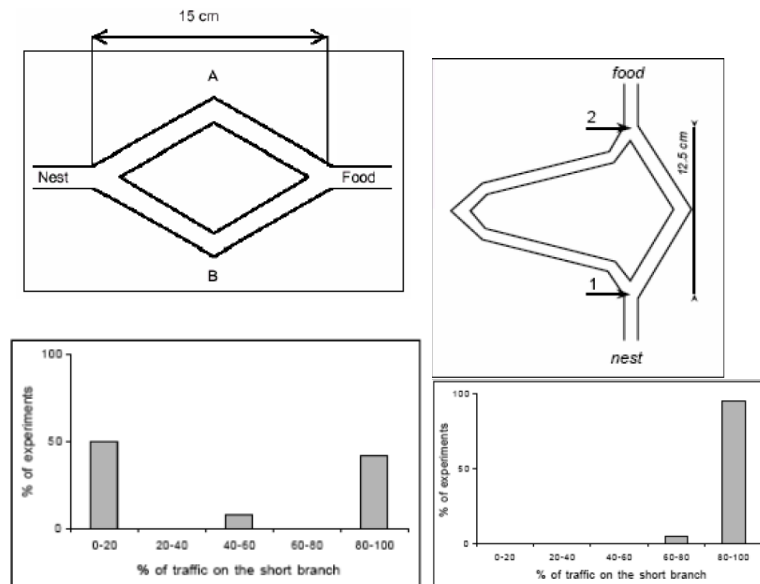 15 cm
A
Nest
Food
B
food
2
12.5 cm
1
nest
100
50
0
% of experiments
0-20 20-40 40-60 60-80 80-100
% of traffic on the short branch
100
50
0
% of experiments
0-20 20-40 40-60 60-80 80-100
% of traffic on the short branch